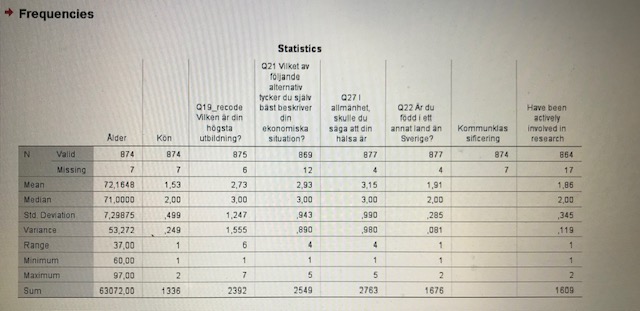 Frequencies
Statistics
Ålder
Kön
Q19_recode
Vilken är din
högsta
utbildning?
Q21 Vilket av
följande
alternativ
tycker du själv
bäst beskriver
din
ekonomiska
situation?
Q27 I
allmänhet,
skulle du
säga att din
hälsa är
Q22 Är du
född i ett
annat land än
Sverige?
Kommunklas
sificering
Have been
actively
involved in
research
N Valid 874 874 875 869 877 877 874 864
Missing 7 7 6 12 4 4 7 17
Mean 72,1648 1,53 2,73 2,93 3,15 1,91 1,86
Median 71,0000 2,00 3,00 3,00 3,00 2,00 2,00
Std. Deviation 7,29875 ,499 1,247 ,943 ,990 ,285 ,345
Variance 53,272 ,249 1,555 ,890 ,980 ,081 ,119
Range 37,00 1 6 4 4 1 1
Minimum 60,00 1 1 1 1 1 1
Maximum 97,00 2 7 5 5 2 2
Sum 63072,00 1336 2392 2549 2763 1676 1609